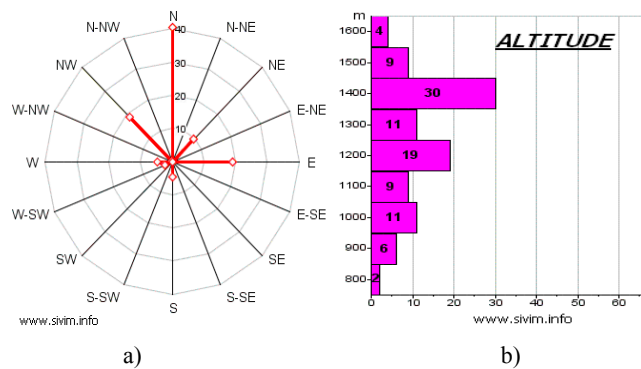 N
N-NW
N-NE
NW
NE
W-NW
E-NE
W
E
W-SW
E-SE
SW
SE
S-SW
S-SE
S
40
30
20
10
0
www.sivim.info
a)
m
ALTITUDE
1600
4
1500
9
1400
30
1300
11
1200
19
1100
9
1000
11
900
6
800
2
0 10 20 30 40 50 60
www.sivim.info
b)